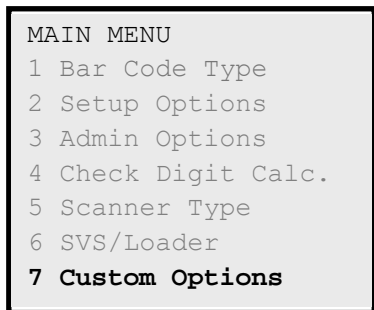 MAIN MENU
1 Bar Code Type
2 Setup Options
3 Admin Options
4 Check Digit Calc.
5 Scanner Type
6 SVS/Loader
7 Custom Options